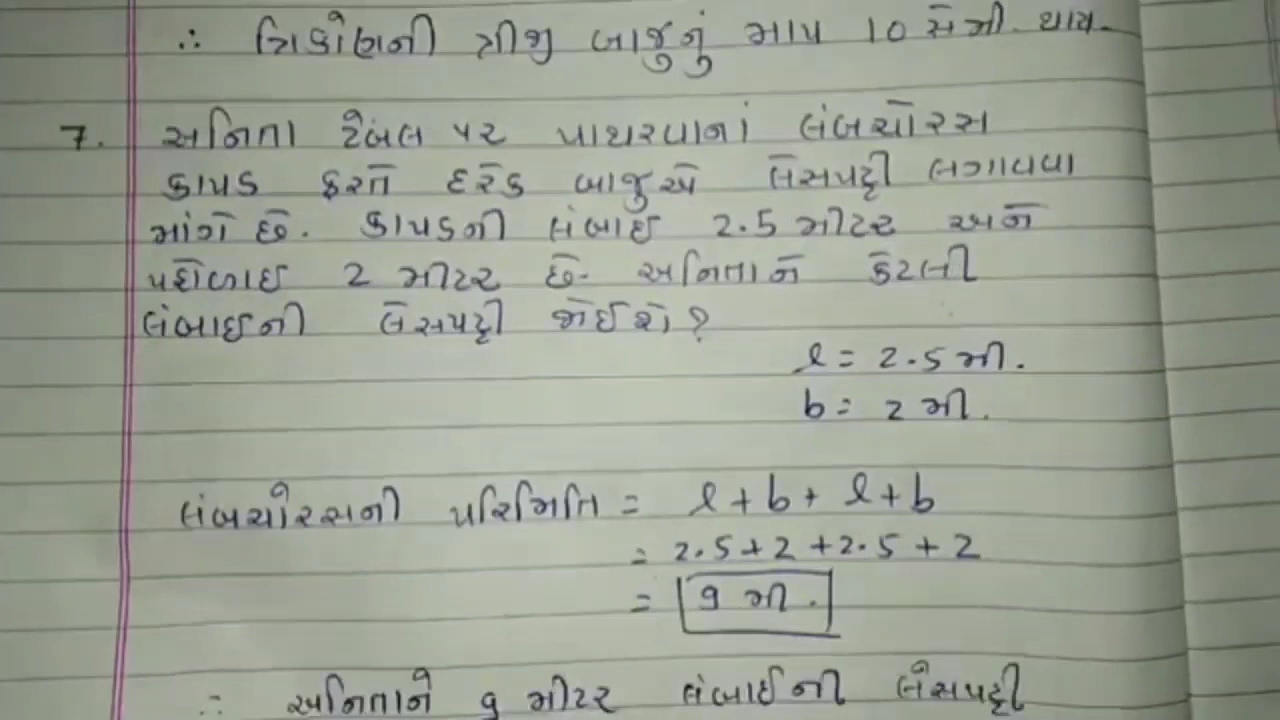 ∴ ત્રિકોણની ત્રીજી બાજુનું માપ 10 સેમી થાય.
7. અનિતા ટેબલ પર પાથરવાનાં લંબચોરસ
કાપડ ફરતે દરેક બાજુએ લેસપટ્ટી લગાવવા
માંગે છે. કાપડની લંબાઇ 2.5 મીટર અને
પહોળાઇ 2 મીટર છે. અનિતાને કેટલી
લંબાઇની લેસપટ્ટી જોઈશે?
l = 2.5 મી.
b = 2 મી.
લંબચોરસની પરિમિતિ = l + b + l + b
= 2.5 + 2 + 2.5 + 2
= 9 મી.
∴ અનિતાને 9 મીટર લંબાઈની લેસપટ્ટી